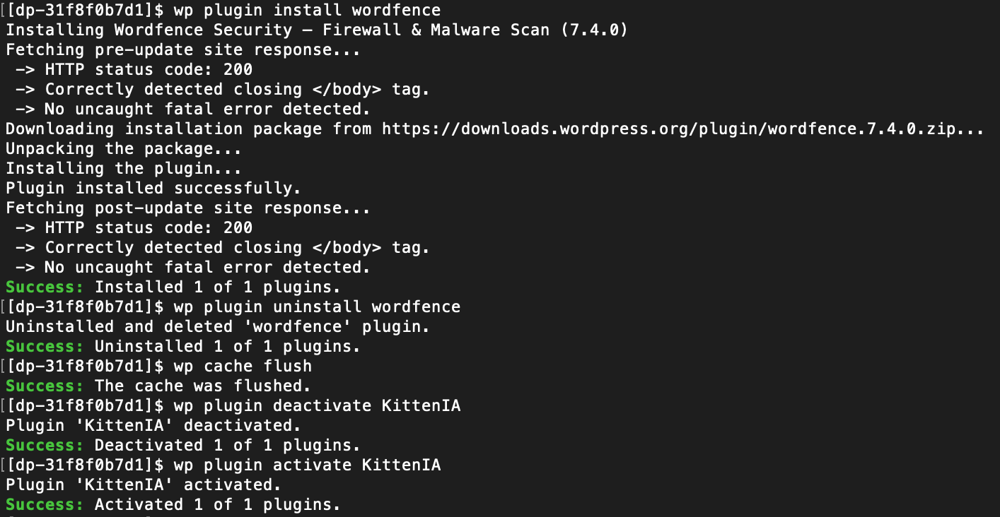 [[dp-31f8f0b7d1]$ wp plugin install wordfence
Installing Wordfence Security – Firewall & Malware Scan (7.4.0)
Fetching pre-update site response...
-> HTTP status code: 200
-> Correctly detected closing </body> tag.
-> No uncaught fatal error detected.
Downloading installation package from https://downloads.wordpress.org/plugin/wordfence.7.4.0.zip...
Unpacking the package...
Installing the plugin...
Plugin installed successfully.
Fetching post-update site response...
-> HTTP status code: 200
-> Correctly detected closing </body> tag.
-> No uncaught fatal error detected.
Success: Installed 1 of 1 plugins.
[[dp-31f8f0b7d1]$ wp plugin uninstall wordfence
Uninstalled and deleted 'wordfence' plugin.
Success: Uninstalled 1 of 1 plugins.
[[dp-31f8f0b7d1]$ wp cache flush
Success: The cache was flushed.
[[dp-31f8f0b7d1]$ wp plugin deactivate KittenIA
Plugin 'KittenIA' deactivated.
Success: Deactivated 1 of 1 plugins.
[[dp-31f8f0b7d1]$ wp plugin activate KittenIA
Plugin 'KittenIA' activated.
Success: Activated 1 of 1 plugins.